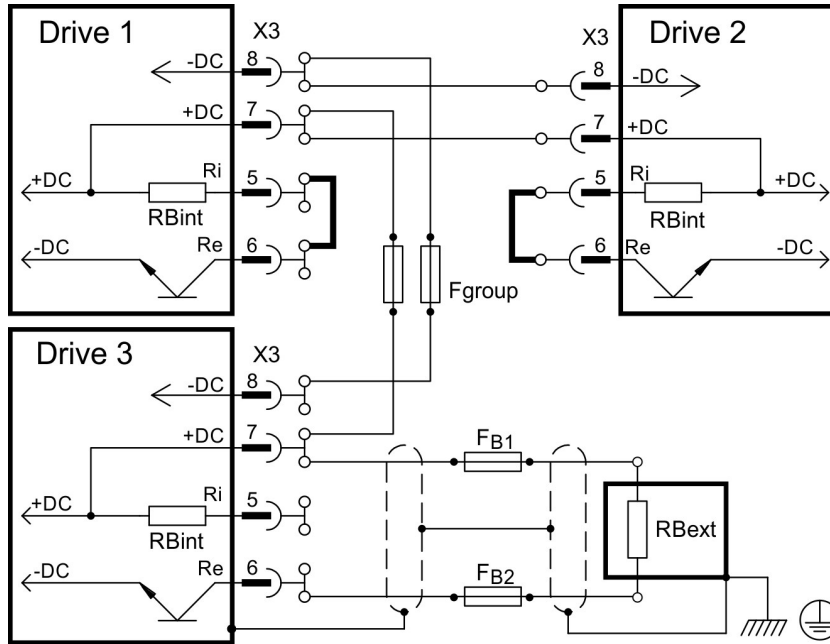 Drive 1
X3
-DC
8
+DC
7
+DC
Ri
5
RBint
-DC
Re
6
Drive 2
X3
8
-DC
7
+DC
5
Ri
+DC
RBint
6
Re
-DC
Fgroup
Drive 3
X3
-DC
8
+DC
7
+DC
Ri
5
RBint
-DC
Re
6
FB1
RBext
FB2